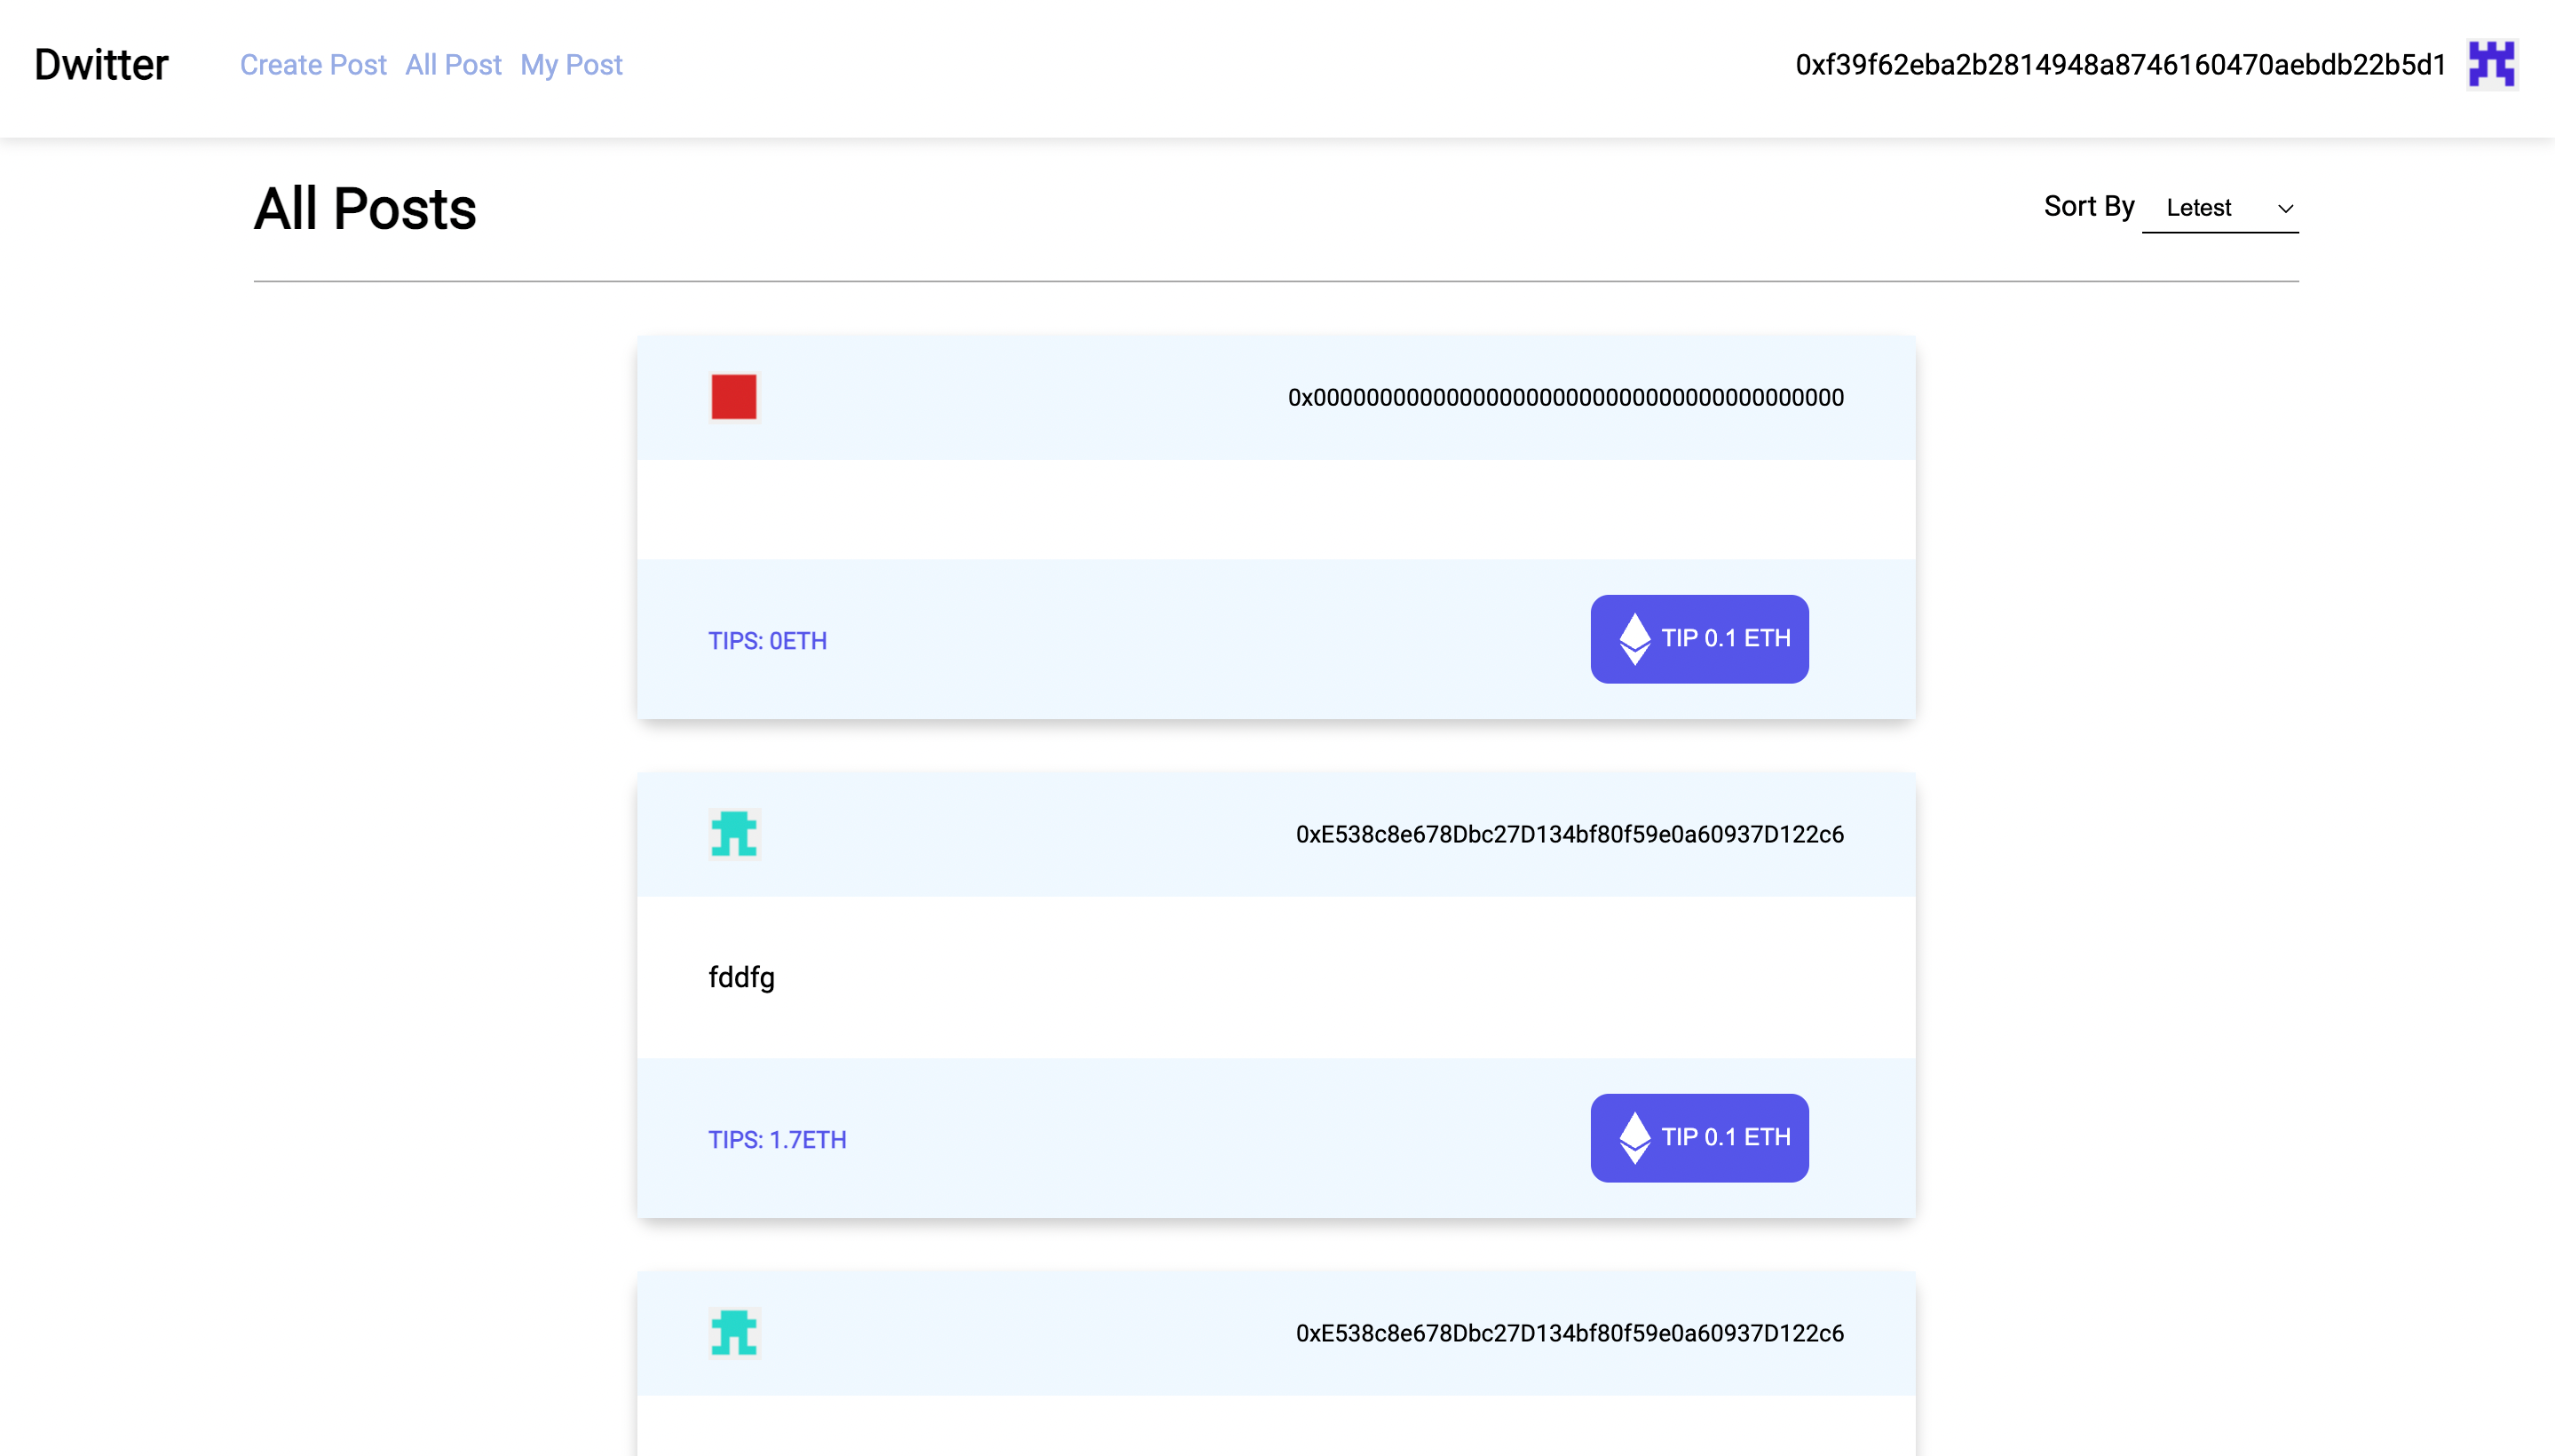 Dwitter Create Post All Post My Post 0xf39f62eba2b2814948a8746160470aebdb22b5d1
All Posts Sort By Letest
0x0000000000000000000000000000000000000000
TIPS: 0ETH TIP 0.1 ETH
0xE538c8e678Dbc27D134bf80f59e0a60937D122c6
fddfg
TIPS: 1.7ETH TIP 0.1 ETH
0xE538c8e678Dbc27D134bf80f59e0a60937D122c6